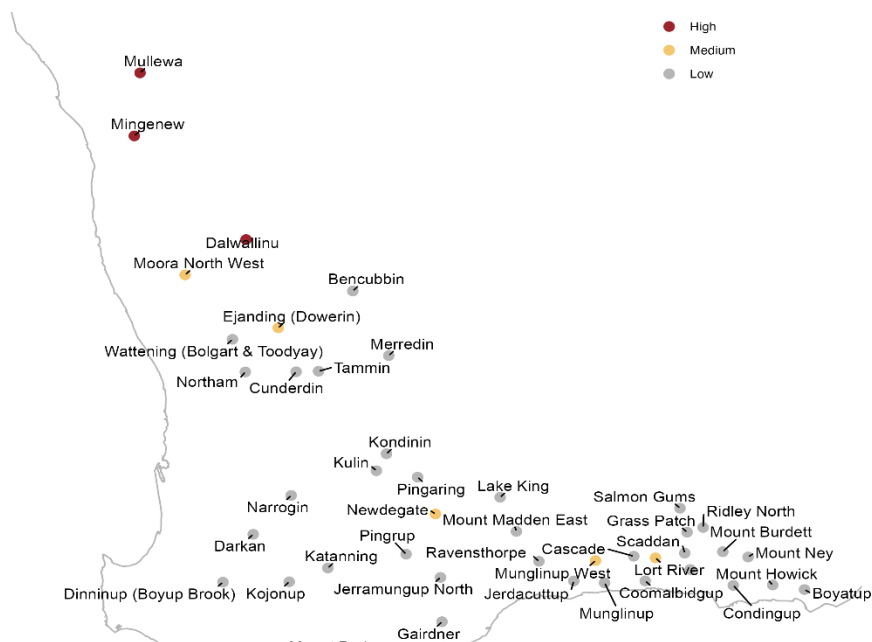 High
Medium
Low
Mullewa
Mingenew
Dalwallinu
Moora North West
Bencubbin
Ejanding (Dowerin)
Wattening (Bolgart & Toodyay)
Merredin
Tammin
Northam
Cunderdin
Kondinin
Kulin
Pingaring
Lake King
Narrogin
Newdegate
Mount Madden East
Salmon Gums
Ridley North
Grass Patch
Mount Burdett
Darkan
Pingrup
Scaddan
Katanning
Ravensthorpe
Cascade
Mount Ney
Munglinup West
Lort River
Mount Howick
Dinninup (Boyup Brook)
Kojonup
Jerramungup North
Jerdacuttup
Coomalbidgup
Boyatup
Munglinup
Condingup
Gairdner